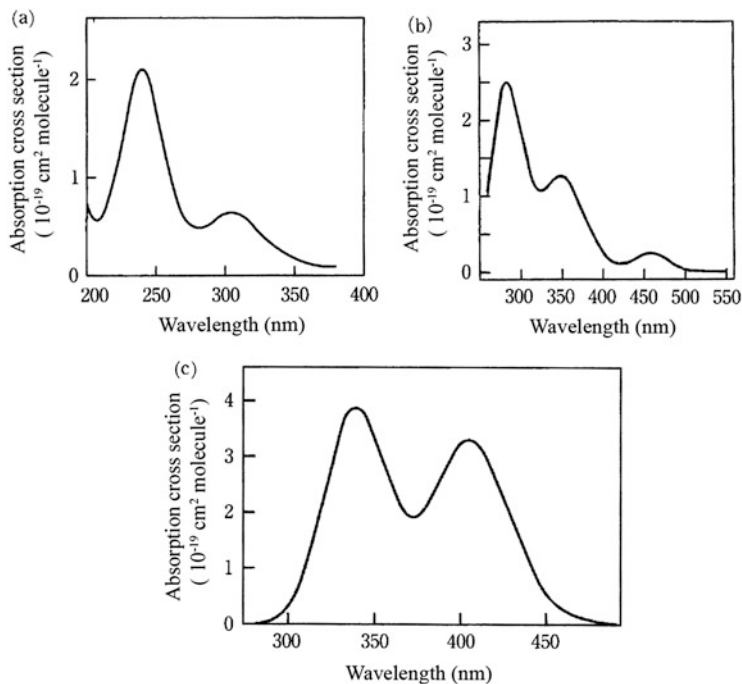 (a)
Absorption cross section
( 10⁻¹⁹ cm² molecule⁻¹)
2
1
0
200 250 300 350 400
Wavelength (nm)
(b)
Absorption cross section
( 10⁻¹⁹ cm² molecule⁻¹)
3
2
1
0
300 350 400 450 500 550
Wavelength (nm)
(c)
Absorption cross section
( 10⁻¹⁹ cm² molecule⁻¹)
4
3
2
1
0
300 350 400 450
Wavelength (nm)